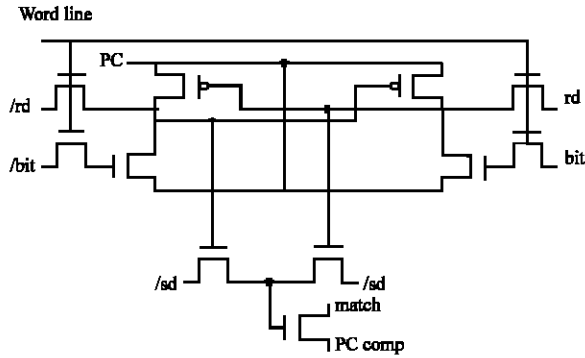 Word line
PC
/rd
rd
/bit
bit
/sd
/sd
match
PC comp